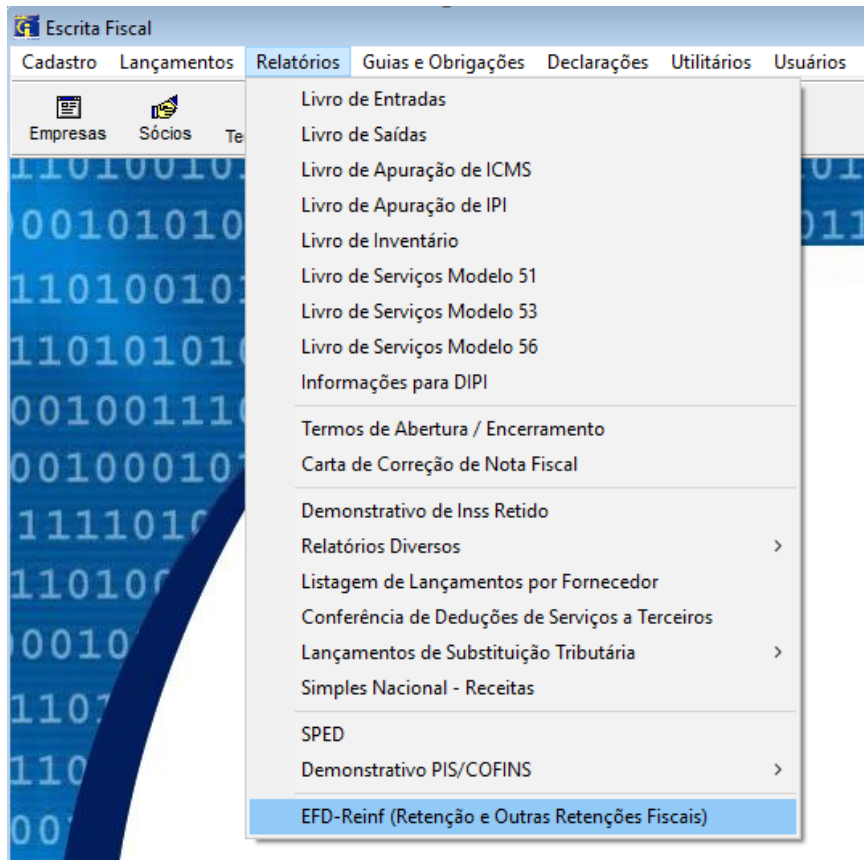 Escrita Fiscal
Cadastro Lançamentos Relatórios Guias e Obrigações Declarações Utilitários Usuários
Empresas Sócios
Livro de Entradas
Livro de Saídas
Livro de Apuração de ICMS
Livro de Apuração de IPI
Livro de Inventário
Livro de Serviços Modelo 51
Livro de Serviços Modelo 53
Livro de Serviços Modelo 56
Informações para DIPI
Termos de Abertura / Encerramento
Carta de Correção de Nota Fiscal
Demonstrativo de Inss Retido
Relatórios Diversos
Listagem de Lançamentos por Fornecedor
Conferência de Deduções de Serviços a Terceiros
Lançamentos de Substituição Tributária
Simples Nacional - Receitas
SPED
Demonstrativo PIS/COFINS
EFD-Reinf (Retenção e Outras Retenções Fiscais)